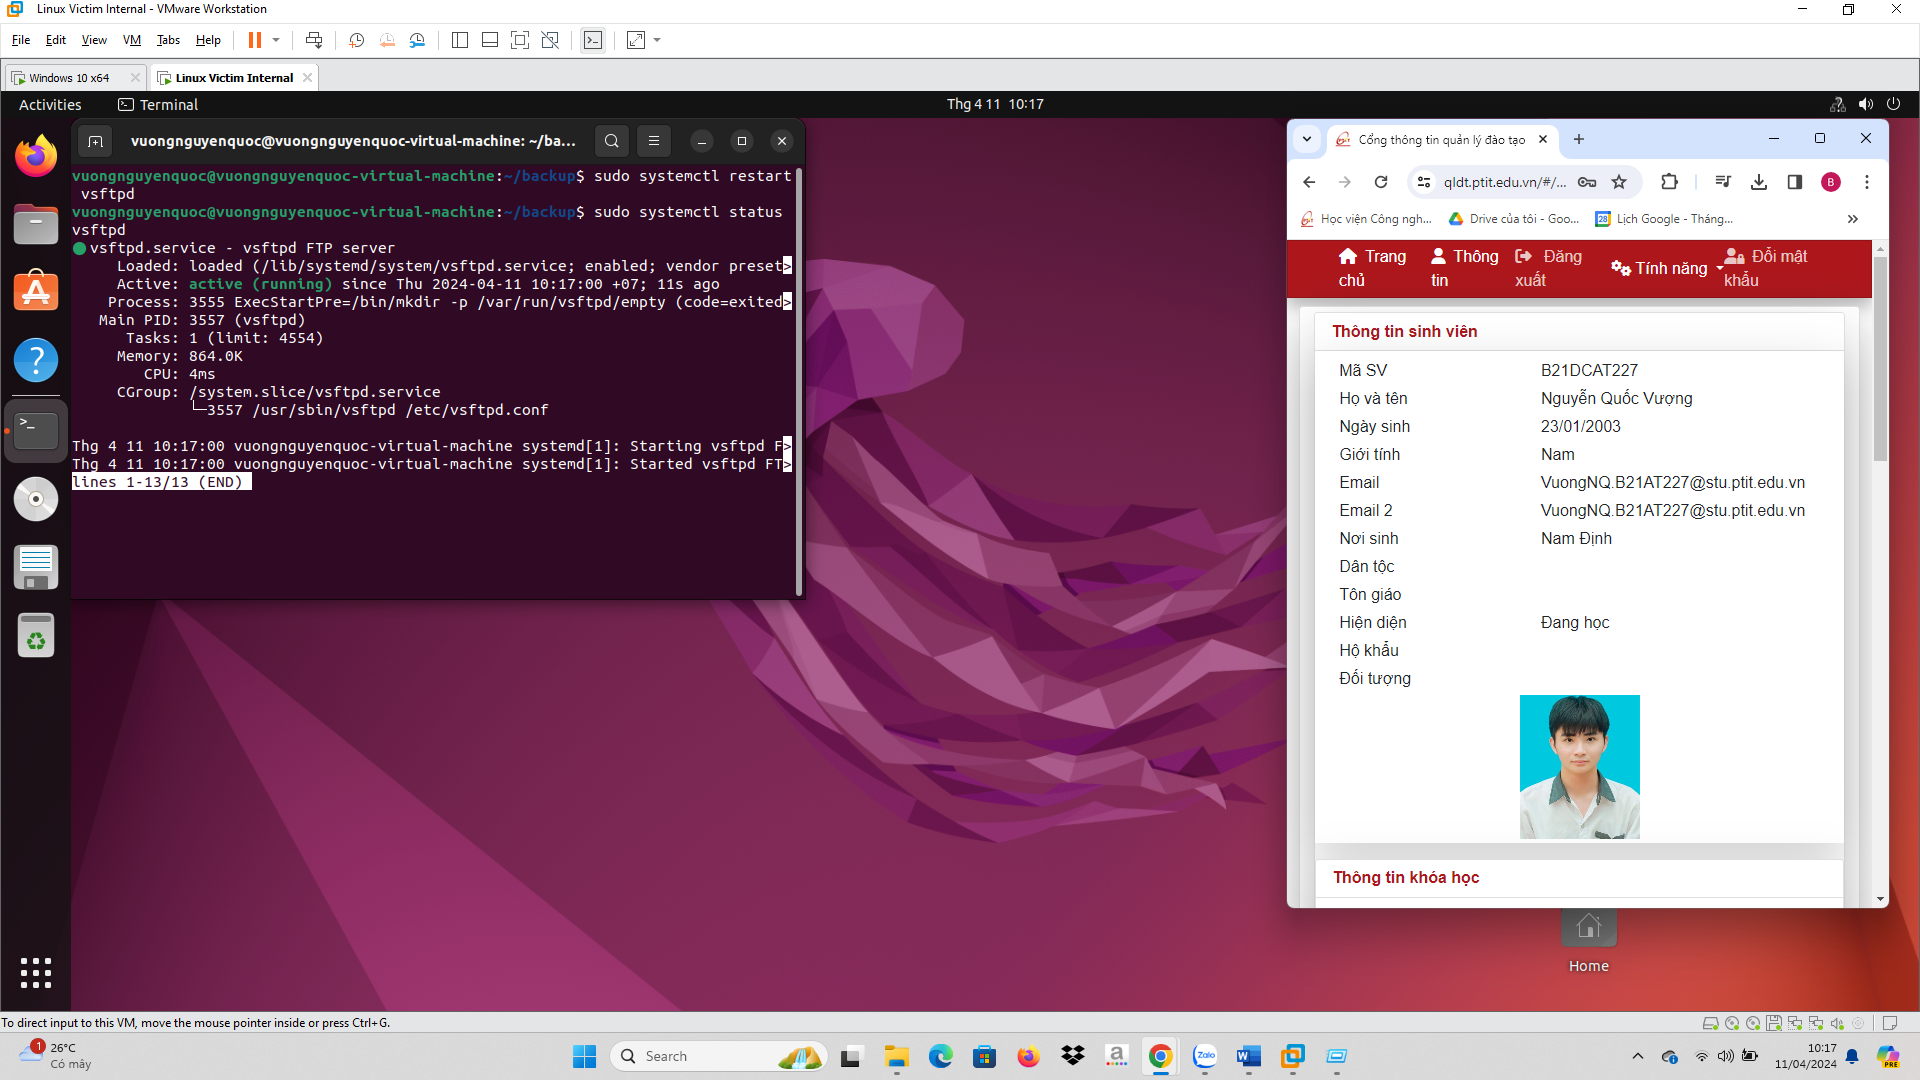 Linux Victim Internal - VMware Workstation
File Edit View VM Tabs Help
Windows 10 x64
Linux Victim Internal
Activities
Terminal
Thg 4 11 10:17
vuongnguyenquoc@vuongnguyenquoc-virtual-machine: ~/ba...
vuongnguyenquoc@vuongnguyenquoc-virtual-machine:~/backup$ sudo systemctl restart
vsftpd
vuongnguyenquoc@vuongnguyenquoc-virtual-machine:~/backup$ sudo systemctl status
vsftpd
vsftpd.service - vsftpd FTP server
Loaded: loaded (/lib/systemd/system/vsftpd.service; enabled; vendor preset>
Active: active (running) since Thu 2024-04-11 10:17:00 +07; 11s ago
Process: 3555 ExecStartPre=/bin/mkdir -p /var/run/vsftpd/empty (code=exited>
Main PID: 3557 (vsftpd)
Tasks: 1 (limit: 4554)
Memory: 864.0K
CPU: 4ms
CGroup: /system.slice/vsftpd.service
└─3557 /usr/sbin/vsftpd /etc/vsftpd.conf
Thg 4 11 10:17:00 vuongnguyenquoc-virtual-machine systemd[1]: Starting vsftpd F>
Thg 4 11 10:17:00 vuongnguyenquoc-virtual-machine systemd[1]: Started vsftpd FT>
lines 1-13/13 (END)
Cổng thông tin quản lý đào tạo
qldt.ptit.edu.vn/#/...
B
Học viện Công ngh...
Drive của tôi - Goo...
28
Lịch Google - Tháng...
Trang chủ
Thông tin
Đăng xuất
Tính năng
Đổi mật khẩu
Thông tin sinh viên
Mã SV B21DCAT227
Họ và tên Nguyễn Quốc Vượng
Ngày sinh 23/01/2003
Giới tính Nam
Email VuongNQ.B21AT227@stu.ptit.edu.vn
Email 2 VuongNQ.B21AT227@stu.ptit.edu.vn
Nơi sinh Nam Định
Dân tộc
Tôn giáo
Hiện diện Đang học
Hộ khẩu
Đối tượng
Thông tin khóa học
Home
To direct input to this VM, move the mouse pointer inside or press Ctrl+G.
1
26°C
Có mây
Search
Zalo
10:17
11/04/2024
PRE